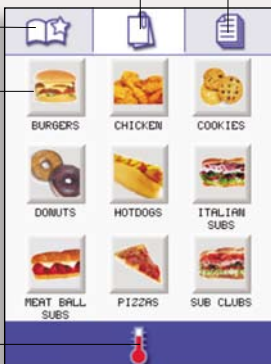 BURGERS
CHICKEN
COOKIES
DONUTS
HOTDOGS
ITALIAN
SUBS
MEAT BALL
SUBS
PIZZAS
SUB CLUBS